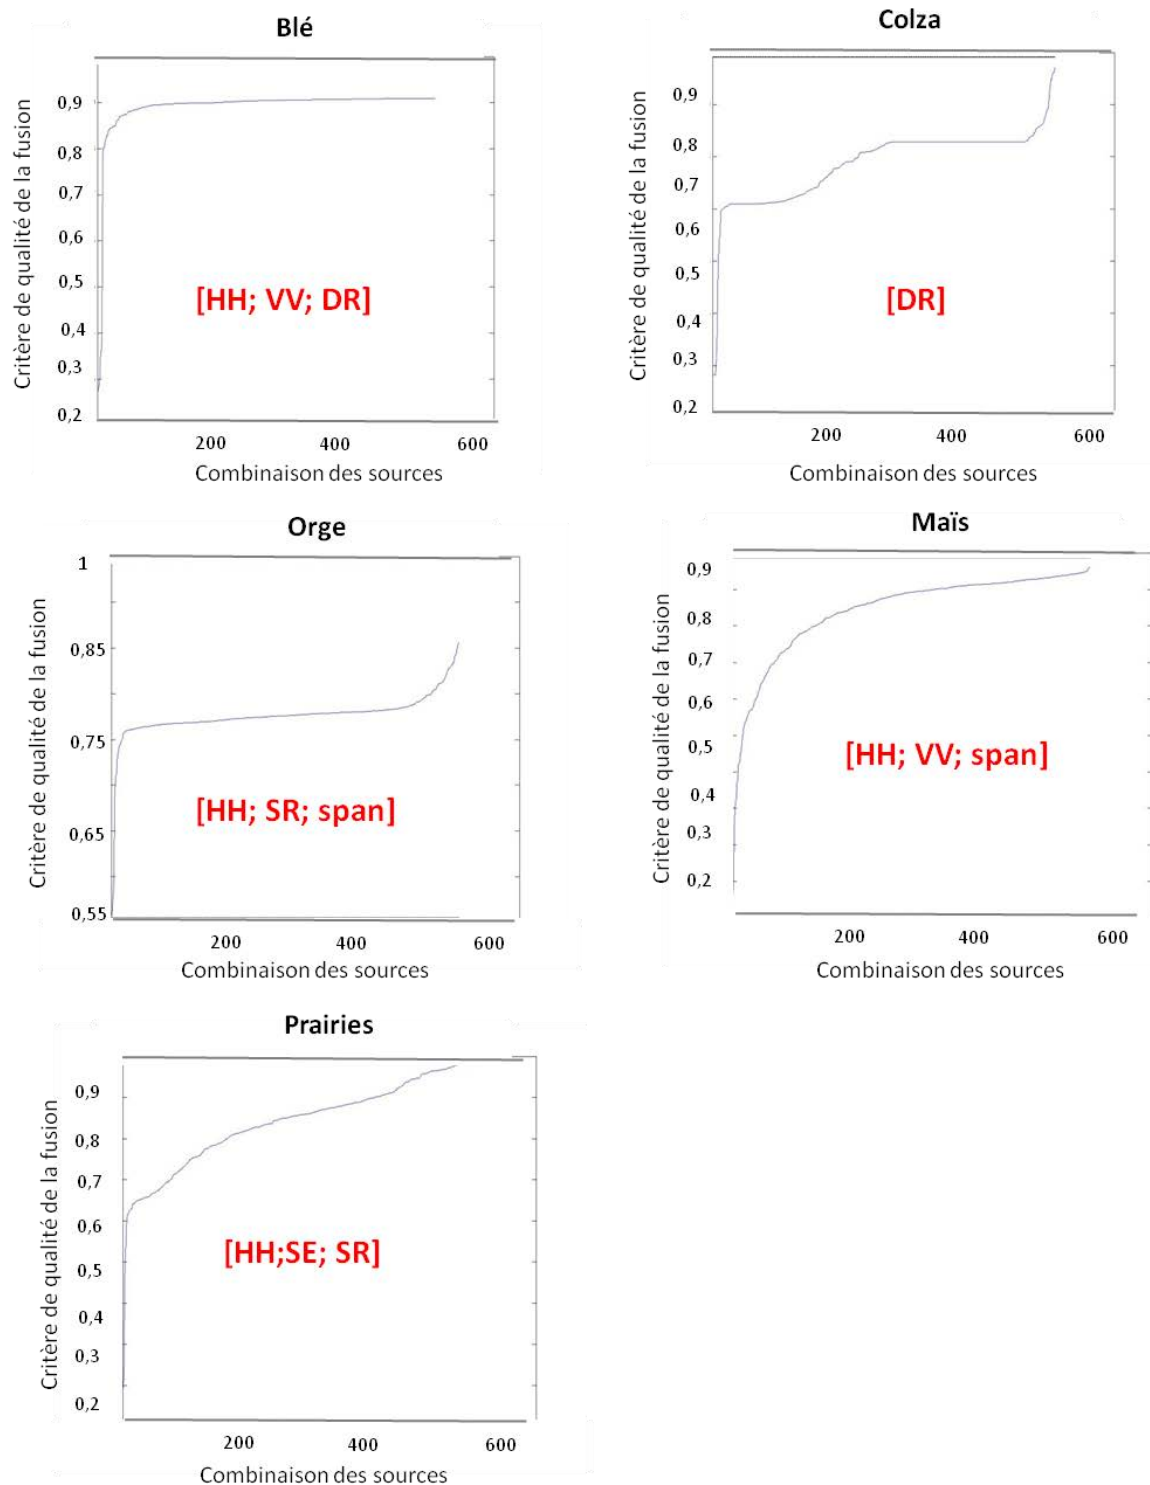 Blé
Critère de qualité de la fusion
0,9
0,8
0,7
0,6
0,5
0,4
0,3
0,2
[HH; VV; DR]
200 400 600
Combinaison des sources
Colza
Critère de qualité de la fusion
0,9
0,8
0,7
0,6
0,5
0,4
0,3
0,2
[DR]
200 400 600
Combinaison des sources
Orge
Critère de qualité de la fusion
1
0,85
0,75
0,65
0,55
[HH; SR; span]
200 400 600
Combinaison des sources
Maïs
Critère de qualité de la fusion
0,9
0,8
0,7
0,6
0,5
0,4
0,3
0,2
[HH; VV; span]
200 400 600
Combinaison des sources
Prairies
Critère de qualité de la fusion
0,9
0,8
0,7
0,6
0,5
0,4
0,3
0,2
[HH;SE; SR]
200 400 600
Combinaison des sources